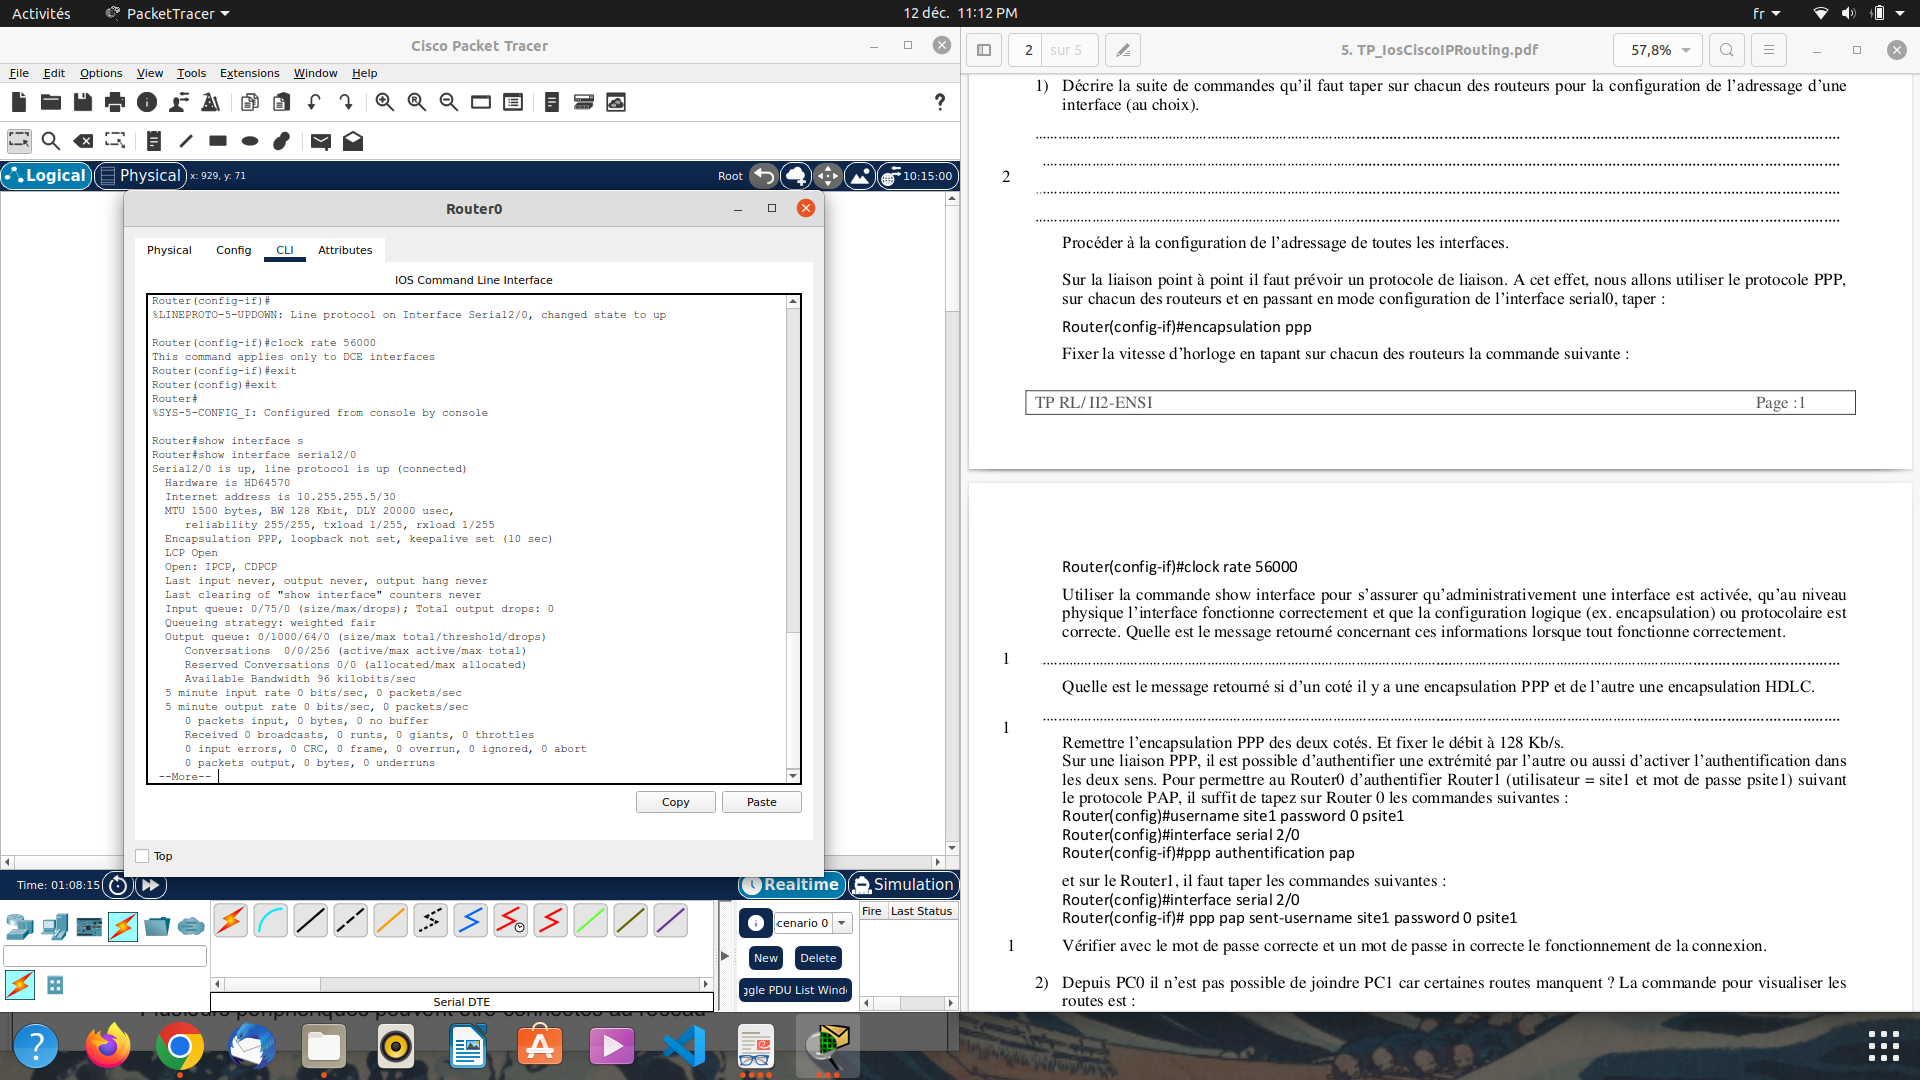 Activités
PacketTracer
12 déc.  11:12 PM
fr
Cisco Packet Tracer
File Edit Options View Tools Extensions Window Help
?
Logical
Physical
x: 929, y: 71
Root
10:15:00
Router0
Physical Config CLI Attributes
IOS Command Line Interface
Router(config-if)#
%LINEPROTO-5-UPDOWN: Line protocol on Interface Serial2/0, changed state to up
Router(config-if)#clock rate 56000
This command applies only to DCE interfaces
Router(config-if)#exit
Router(config)#exit
Router#
%SYS-5-CONFIG_I: Configured from console by console
Router#show interface s
Router#show interface serial2/0
Serial2/0 is up, line protocol is up (connected)
Hardware is HD64570
Internet address is 10.255.255.5/30
MTU 1500 bytes, BW 128 Kbit, DLY 20000 usec,
reliability 255/255, txload 1/255, rxload 1/255
Encapsulation PPP, loopback not set, keepalive set (10 sec)
LCP Open
Open: IPCP, CDPCP
Last input never, output never, output hang never
Last clearing of "show interface" counters never
Input queue: 0/75/0 (size/max/drops); Total output drops: 0
Queueing strategy: weighted fair
Output queue: 0/1000/64/0 (size/max total/threshold/drops)
Conversations  0/0/256 (active/max active/max total)
Reserved Conversations 0/0 (allocated/max allocated)
Available Bandwidth 96 kilobits/sec
5 minute input rate 0 bits/sec, 0 packets/sec
5 minute output rate 0 bits/sec, 0 packets/sec
0 packets input, 0 bytes, 0 no buffer
Received 0 broadcasts, 0 runts, 0 giants, 0 throttles
0 input errors, 0 CRC, 0 frame, 0 overrun, 0 ignored, 0 abort
0 packets output, 0 bytes, 0 underruns
--More--
Copy
Paste
Top
Time: 01:08:15
Realtime
Simulation
cenario 0
New
Delete
ggle PDU List Wind
Fire
Last Status
Serial DTE
Plusieurs périphériques peuvent être connectés au réseau
2
sur 5
5. TP_IosCiscoIPRouting.pdf
57,8%
1) Décrire la suite de commandes qu'il faut taper sur chacun des routeurs pour la configuration de l'adressage d'une
interface (au choix).
2
Procéder à la configuration de l'adressage de toutes les interfaces.
Sur la liaison point à point il faut prévoir un protocole de liaison. A cet effet, nous allons utiliser le protocole PPP,
sur chacun des routeurs et en passant en mode configuration de l'interface serial0, taper :
Router(config-if)#encapsulation ppp
Fixer la vitesse d'horloge en tapant sur chacun des routeurs la commande suivante :
TP RL/ II2-ENSI
Page :1
Router(config-if)#clock rate 56000
Utiliser la commande show interface pour s'assurer qu'administrativement une interface est activée, qu'au niveau
physique l'interface fonctionne correctement et que la configuration logique (ex. encapsulation) ou protocolaire est
correcte. Quelle est le message retourné concernant ces informations lorsque tout fonctionne correctement.
1
Quelle est le message retourné si d'un coté il y a une encapsulation PPP et de l'autre une encapsulation HDLC.
1
Remettre l'encapsulation PPP des deux cotés. Et fixer le débit à 128 Kb/s.
Sur une liaison PPP, il est possible d'authentifier une extrémité par l'autre ou aussi d'activer l'authentification dans
les deux sens. Pour permettre au Router0 d'authentifier Router1 (utilisateur = site1 et mot de passe psite1) suivant
le protocole PAP, il suffit de tapez sur Router 0 les commandes suivantes :
Router(config)#username site1 password 0 psite1
Router(config)#interface serial 2/0
Router(config-if)#ppp authentification pap
et sur le Router1, il faut taper les commandes suivantes :
Router(config)#interface serial 2/0
Router(config-if)# ppp pap sent-username site1 password 0 psite1
1
Vérifier avec le mot de passe correcte et un mot de passe in correcte le fonctionnement de la connexion.
2) Depuis PC0 il n'est pas possible de joindre PC1 car certaines routes manquent ? La commande pour visualiser les
routes est :